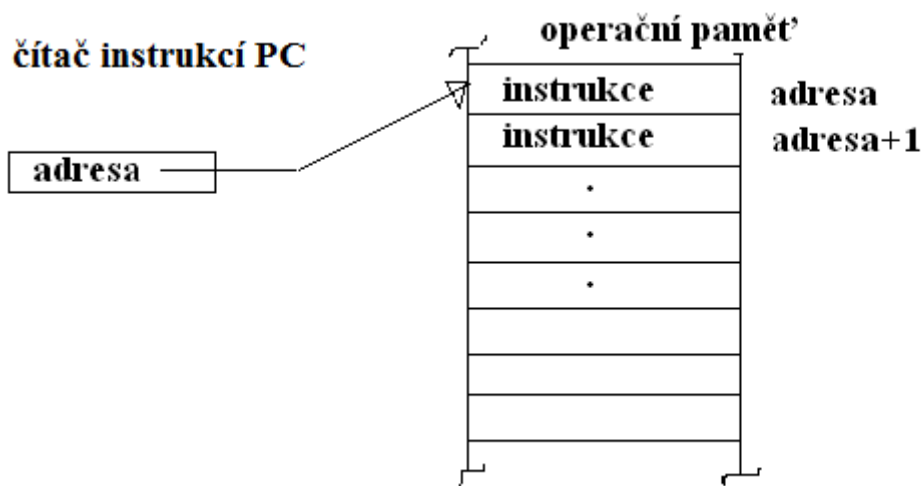 operační paměť
čítač instrukcí PC
instrukce
adresa
instrukce
adresa+1
adresa